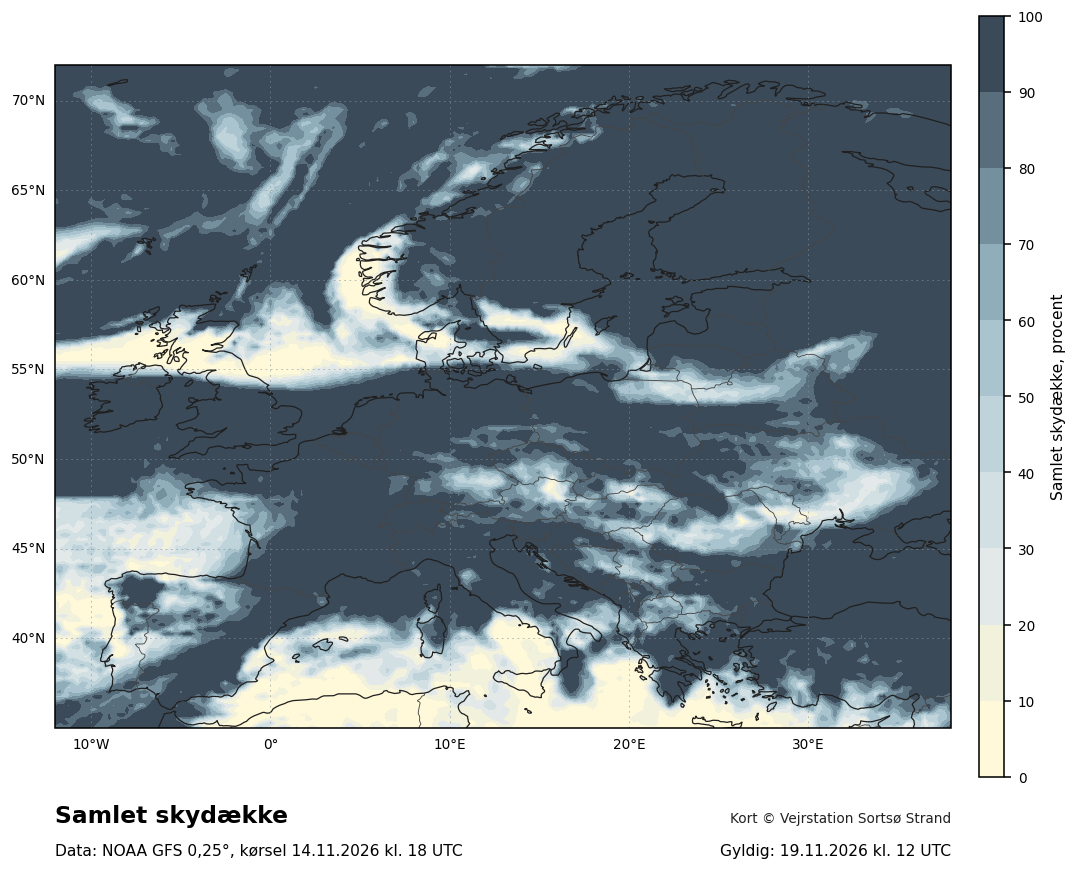 100
90
80
70
60
50
40
30
20
10
0
Samlet skydække, procent
70°N
65°N
60°N
55°N
50°N
45°N
40°N
10°W
0°
10°E
20°E
30°E
Samlet skydække
Kort © Vejrstation Sortsø Strand
Data: NOAA GFS 0,25°, kørsel 14.11.2026 kl. 18 UTC
Gyldig: 19.11.2026 kl. 12 UTC